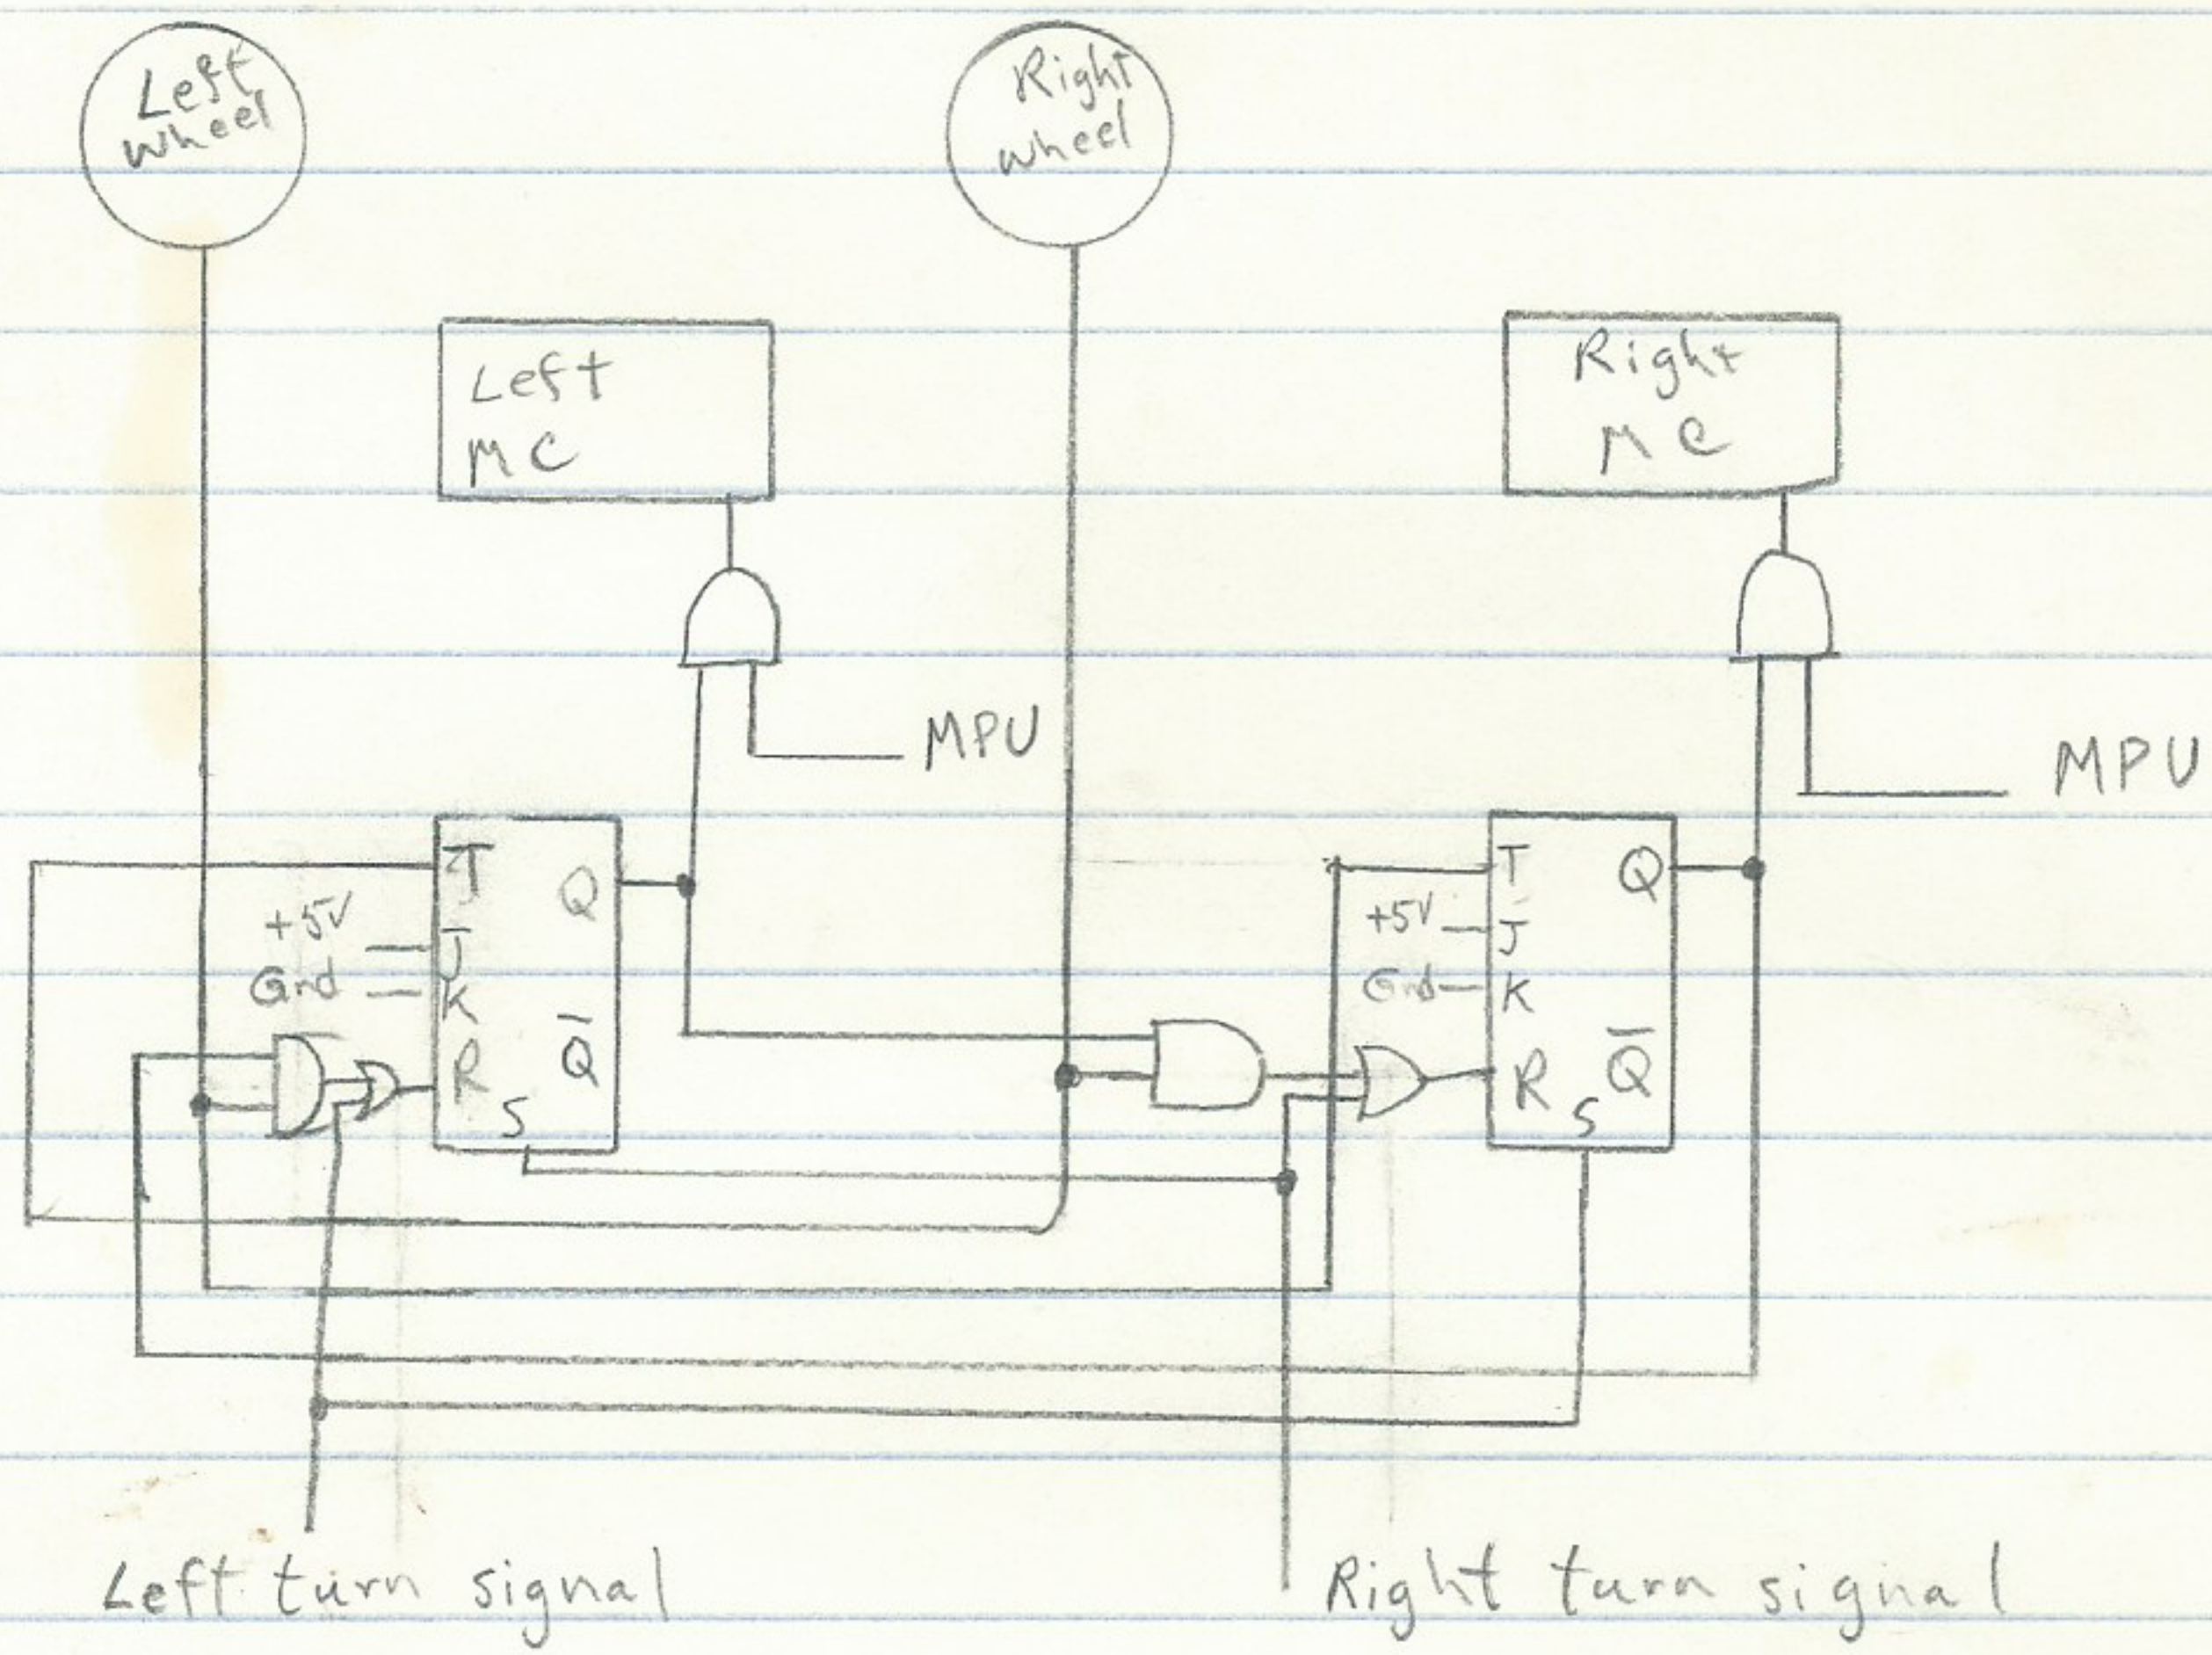 Left
wheel
Right
wheel
Left
MC
Right
MC
MPU
MPU
T
Q
+5V
J
Gnd
K
R
Q̅
S
T
Q
+5V
J
Gnd
K
R
Q̅
S
Left turn signal
Right turn signal